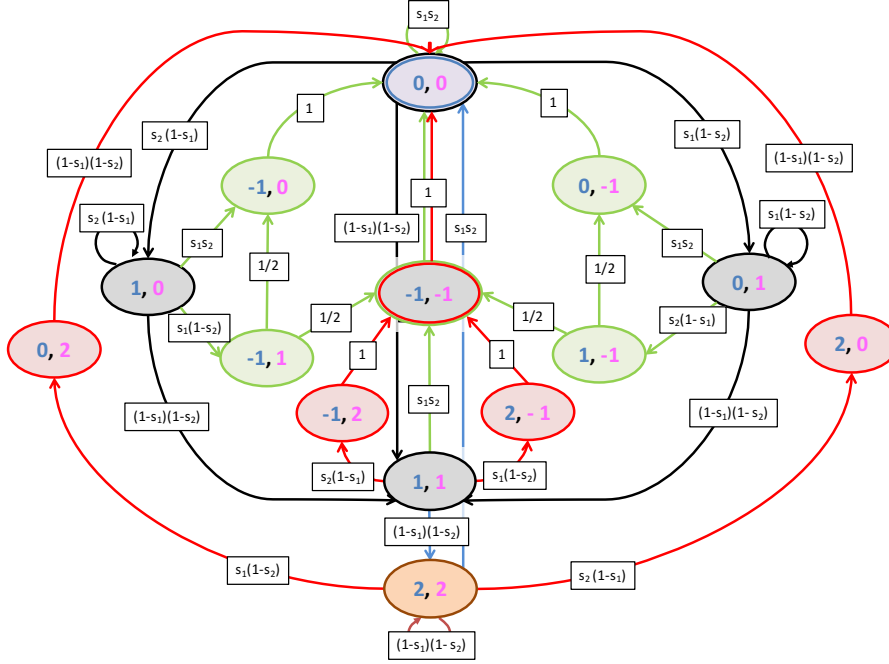 s₁s₂
0, 0
1
1
s₂ (1-s₁)
s₁(1- s₂)
(1-s₁)(1-s₂)
(1-s₁)(1- s₂)
-1, 0
0, -1
1
s₂ (1-s₁)
s₁(1- s₂)
(1-s₁)(1-s₂)
s₁s₂
s₁s₂
s₁s₂
1/2
1/2
1, 0
0, 1
-1, -1
s₁(1-s₂)
1/2
1/2
s₂(1-s₁)
0, 2
-1, 1
1, -1
2, 0
1
1
s₁s₂
-1, 2
2, - 1
(1-s₁)(1-s₂)
(1-s₁)(1- s₂)
s₂(1-s₁)
1, 1
s₁(1-s₂)
(1-s₁)(1-s₂)
s₁(1-s₂)
2, 2
s₂ (1-s₁)
(1-s₁)(1- s₂)